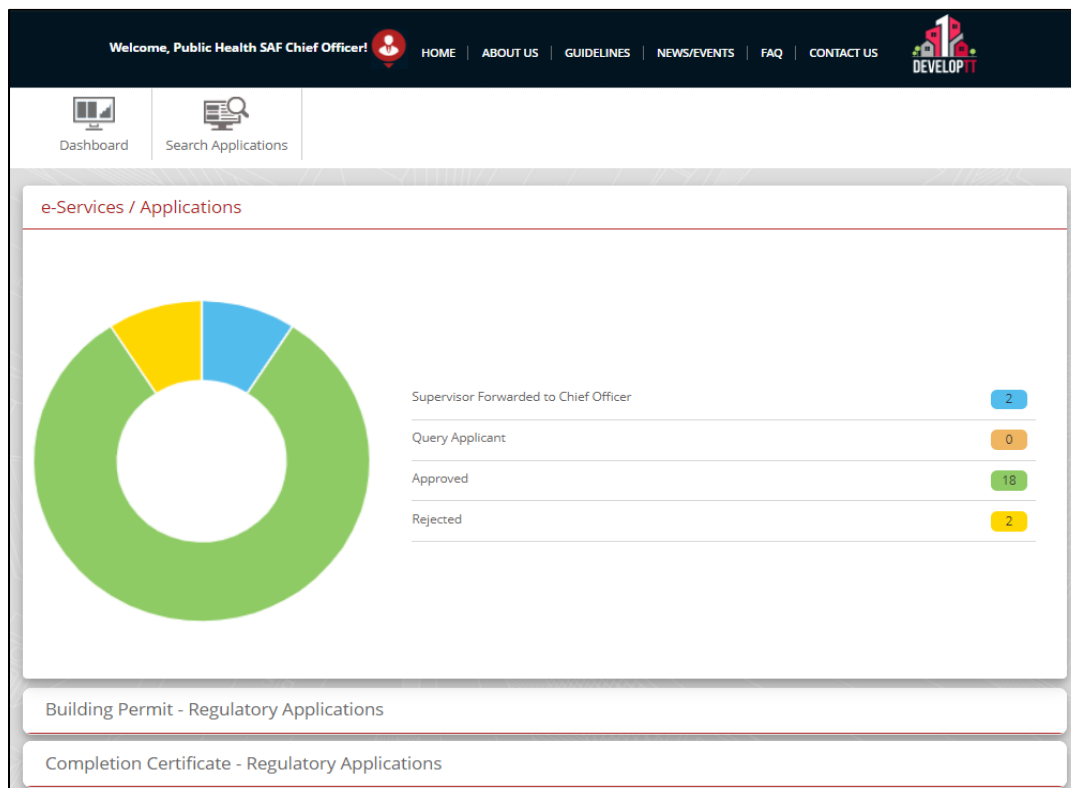 Welcome, Public Health SAF Chief Officer!
HOME | ABOUT US | GUIDELINES | NEWS/EVENTS | FAQ | CONTACT US
DEVELOPTT
Dashboard
Search Applications
e-Services / Applications
Supervisor Forwarded to Chief Officer 2
Query Applicant 0
Approved 18
Rejected 2
Building Permit - Regulatory Applications
Completion Certificate - Regulatory Applications